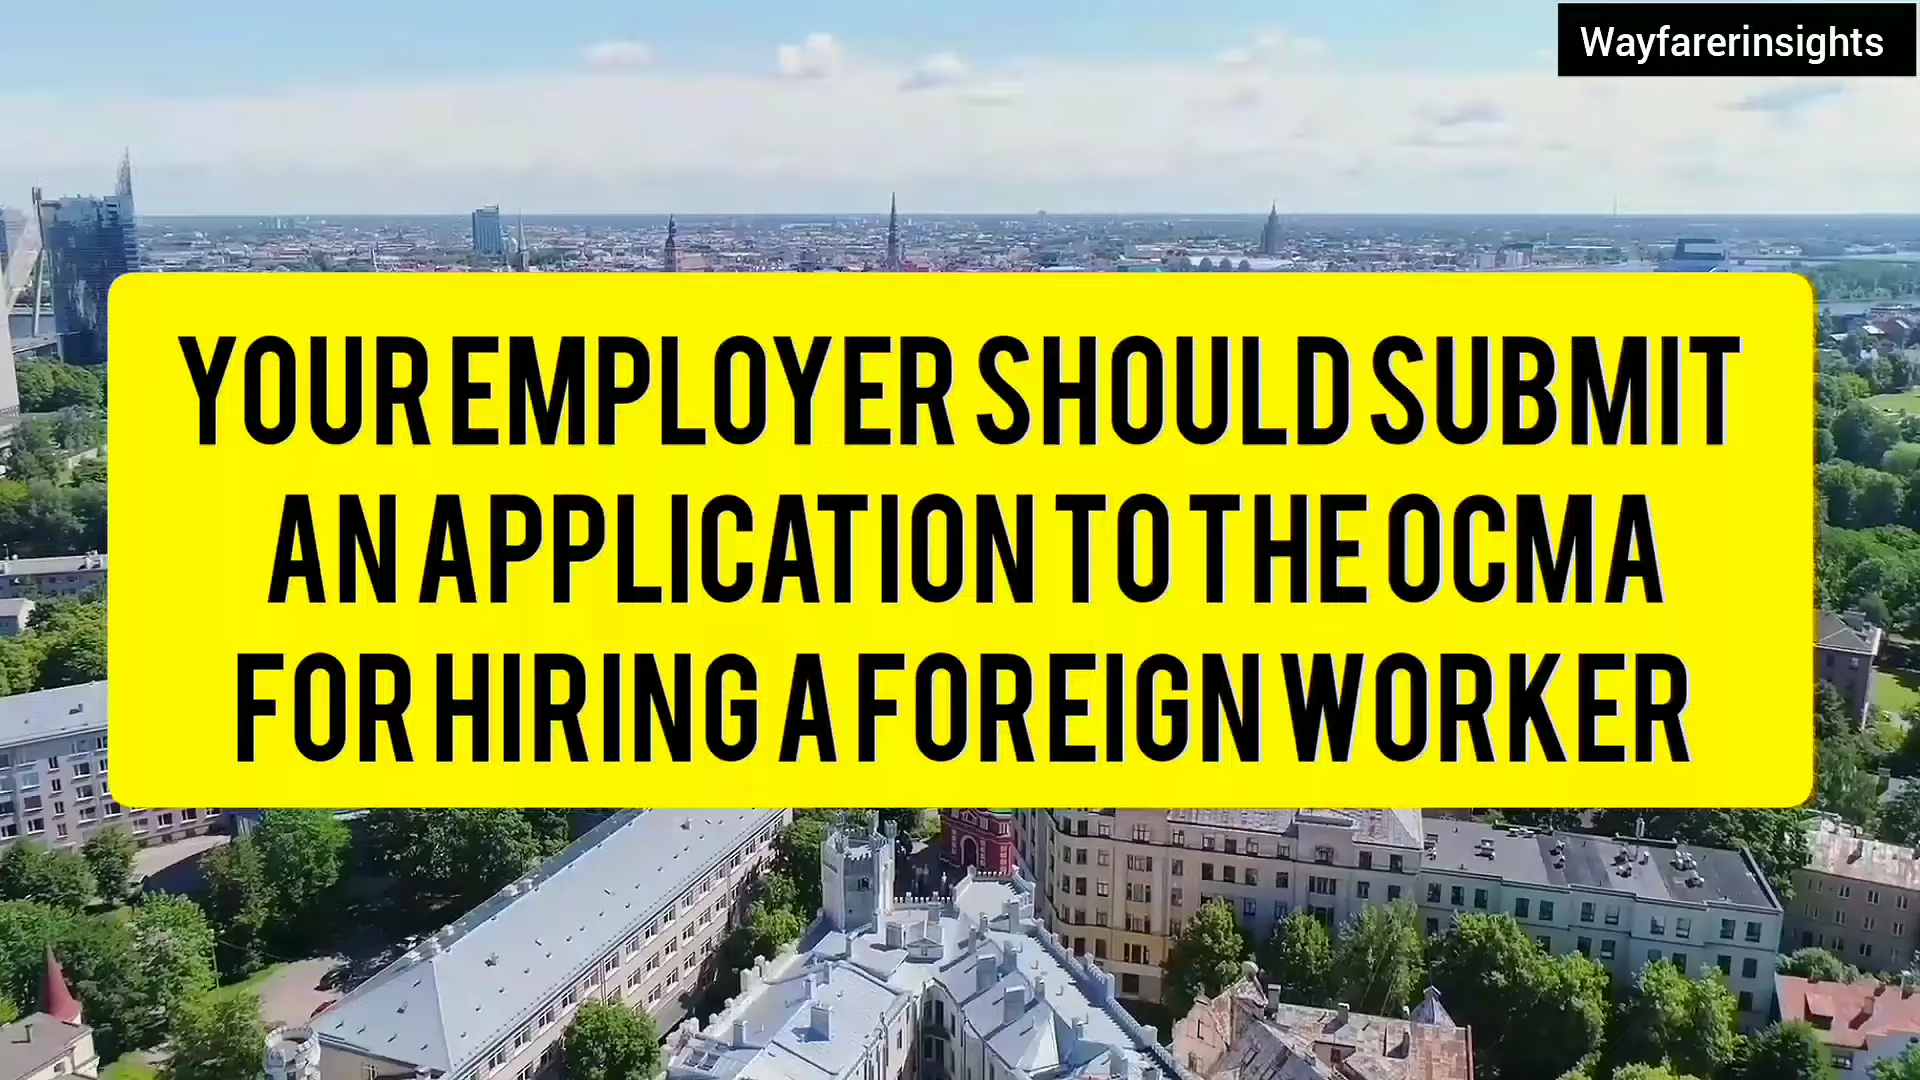 Wayfarerinsights
YOUR EMPLOYER SHOULD SUBMIT
AN APPLICATION TO THE OCMA
FOR HIRING A FOREIGN WORKER